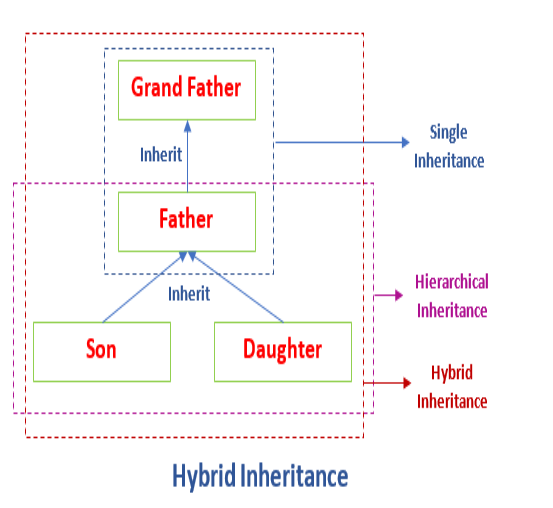 Grand Father
Inherit
Single
Inheritance
Father
Inherit
Hierarchical
Inheritance
Son
Daughter
Hybrid
Inheritance
Hybrid Inheritance